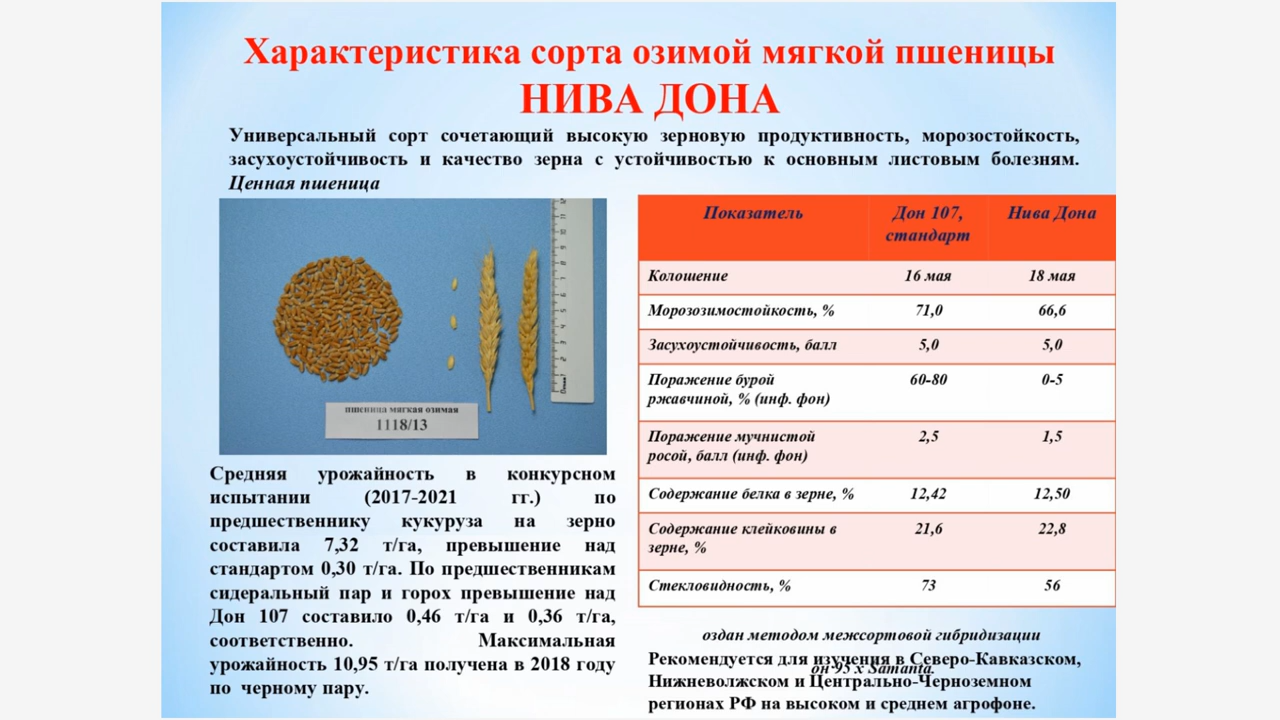 Характеристика сорта озимой мягкой пшеницы
НИВА ДОНА
Универсальный сорт сочетающий высокую зерновую продуктивность, морозостойкость,
засухоустойчивость и качество зерна с устойчивостью к основным листовым болезням.
Ценная пшеница
пшеница мягкая озимая
1118/13
Средняя урожайность в конкурсном
испытании (2017-2021 гг.) по
предшественнику кукуруза на зерно
составила 7,32 т/га, превышение над
стандартом 0,30 т/га. По предшественникам
сидеральный пар и горох превышение над
Дон 107 составило 0,46 т/га и 0,36 т/га,
соответственно. Максимальная
урожайность 10,95 т/га получена в 2018 году
по черному пару.
Показатель Дон 107, Нива Дона
стандарт
Колошение 16 мая 18 мая
Морозозимостойкость, % 71,0 66,6
Засухоустойчивость, балл 5,0 5,0
Поражение бурой 60-80 0-5
ржавчиной, % (инф. фон)
Поражение мучнистой 2,5 1,5
росой, балл (инф. фон)
Содержание белка в зерне, % 12,42 12,50
Содержание клейковины в 21,6 22,8
зерне, %
Стекловидность, % 73 56
оздан методом межсортовой гибридизации
он 95 х Samanta.
Рекомендуется для изучения в Северо-Кавказском,
Нижневолжском и Центрально-Черноземном
регионах РФ на высоком и среднем агрофоне.